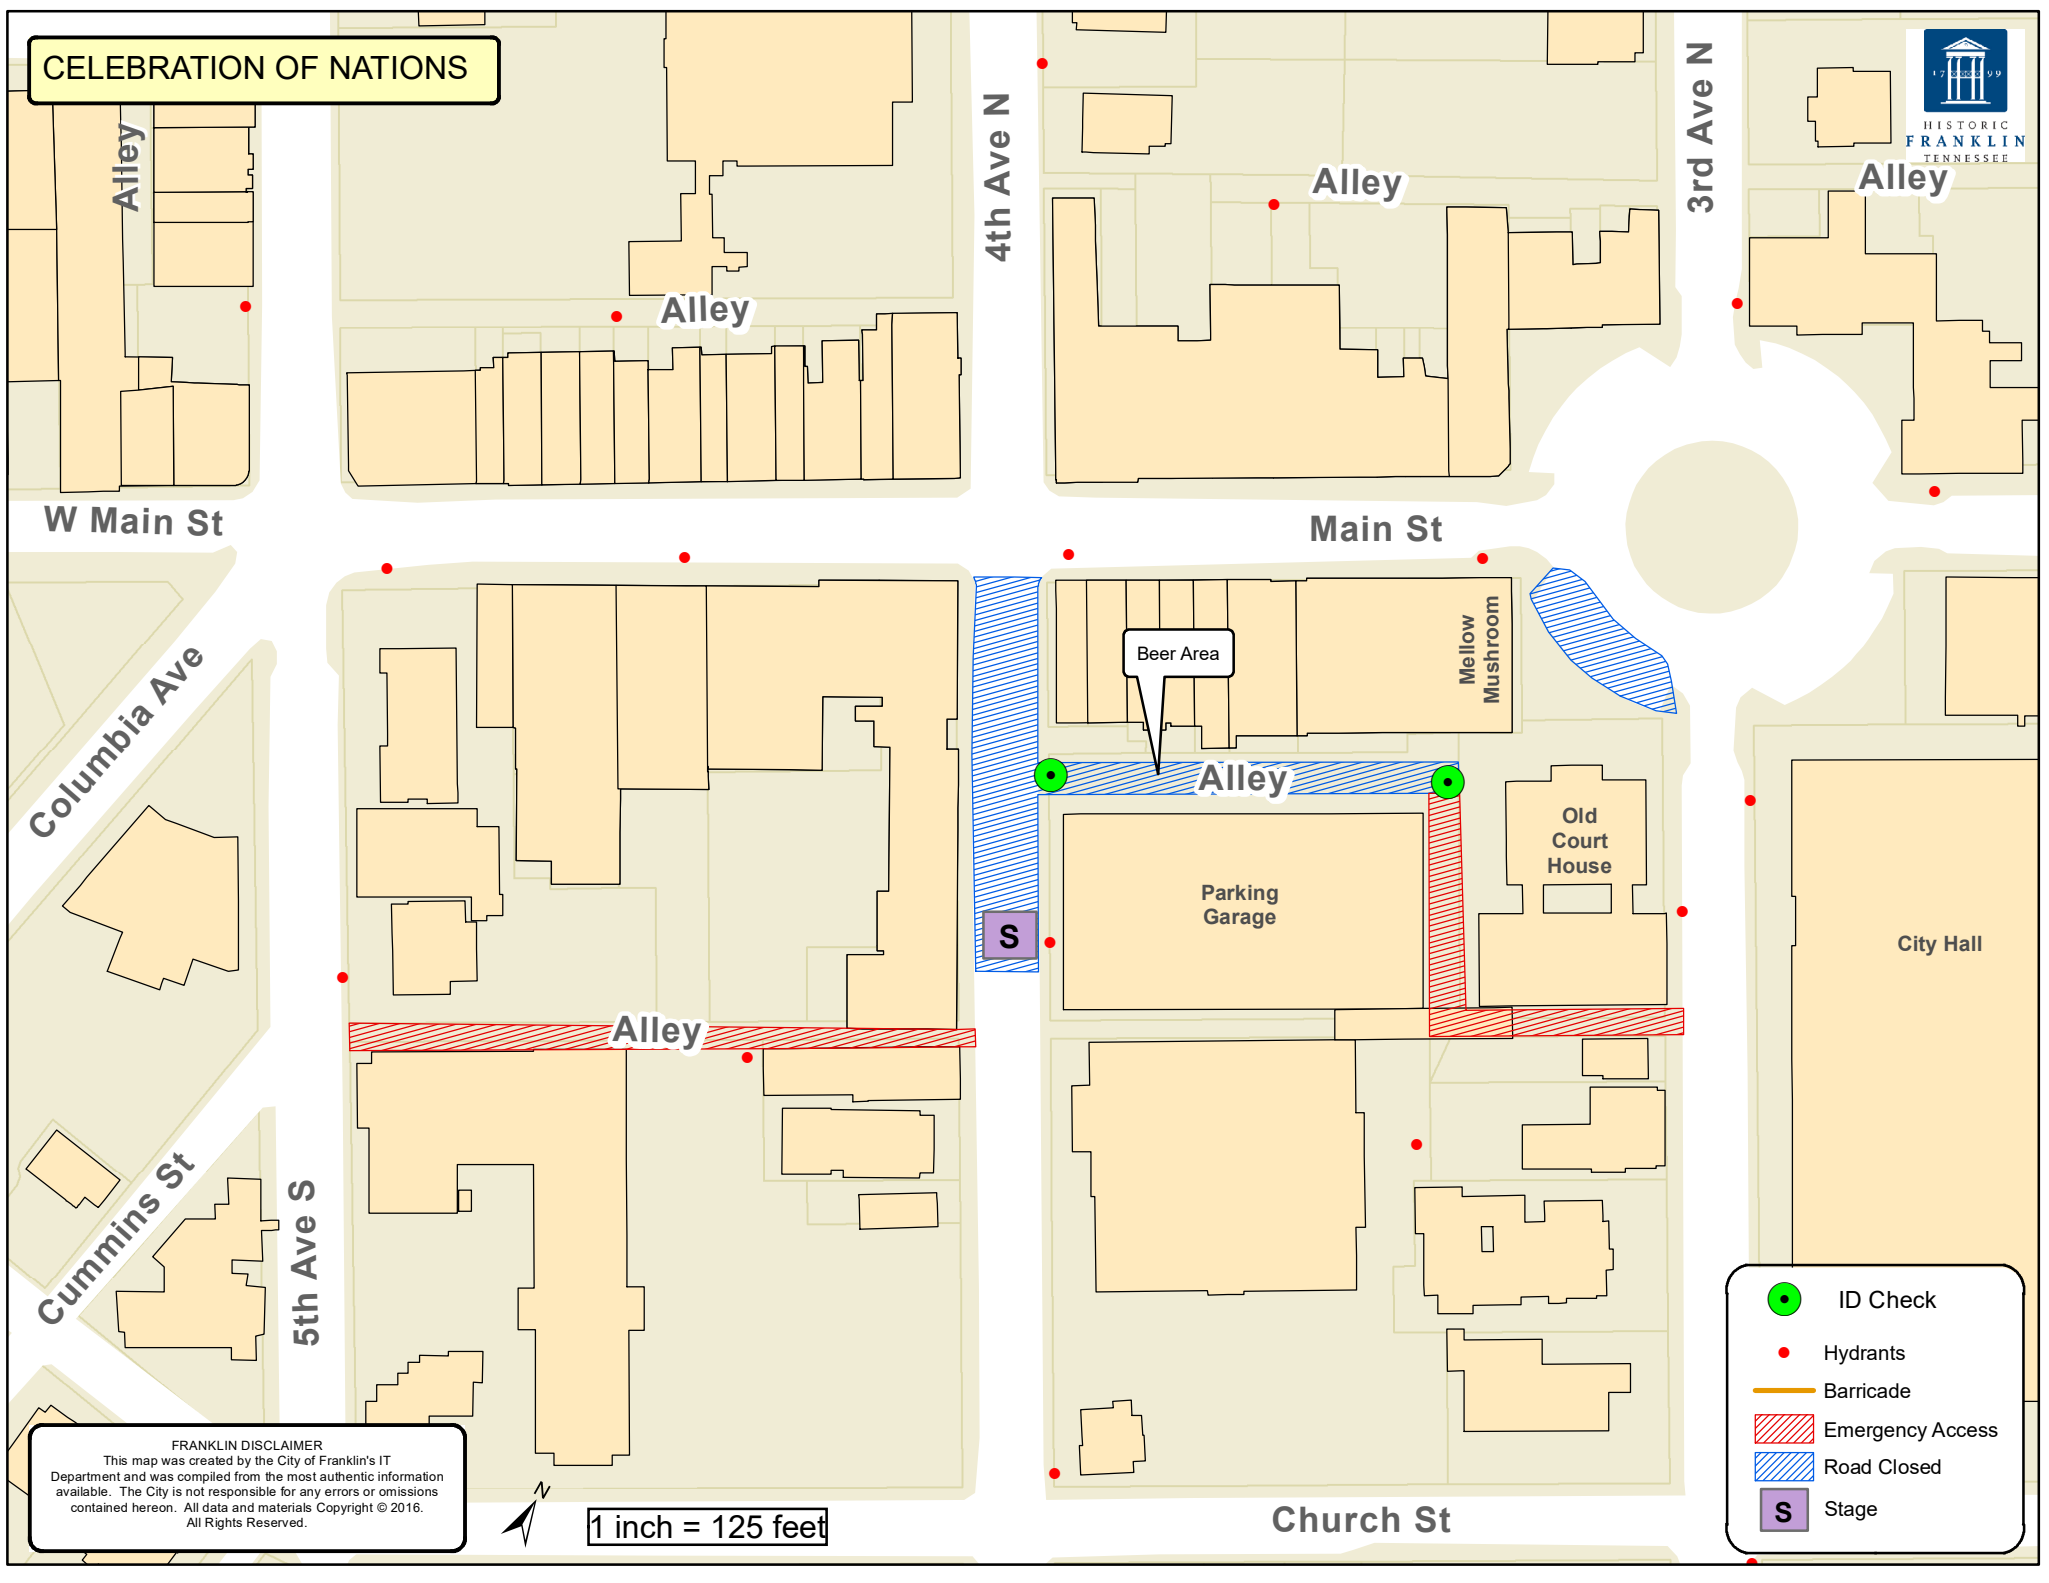 CELEBRATION OF NATIONS
17 99
HISTORIC
FRANKLIN
TENNESSEE
Alley
4th Ave N
3rd Ave N
Alley
Alley
Alley
W Main St
Main St
Columbia Ave
Mellow
Mushroom
Beer Area
Alley
Old
Court
House
Parking
Garage
S
City Hall
Alley
Cummins St
5th Ave S
ID Check
Hydrants
Barricade
Emergency Access
Road Closed
S
Stage
FRANKLIN DISCLAIMER
This map was created by the City of Franklin's IT
Department and was compiled from the most authentic information
available. The City is not responsible for any errors or omissions
contained hereon. All data and materials Copyright © 2016.
All Rights Reserved.
N
1 inch = 125 feet
Church St